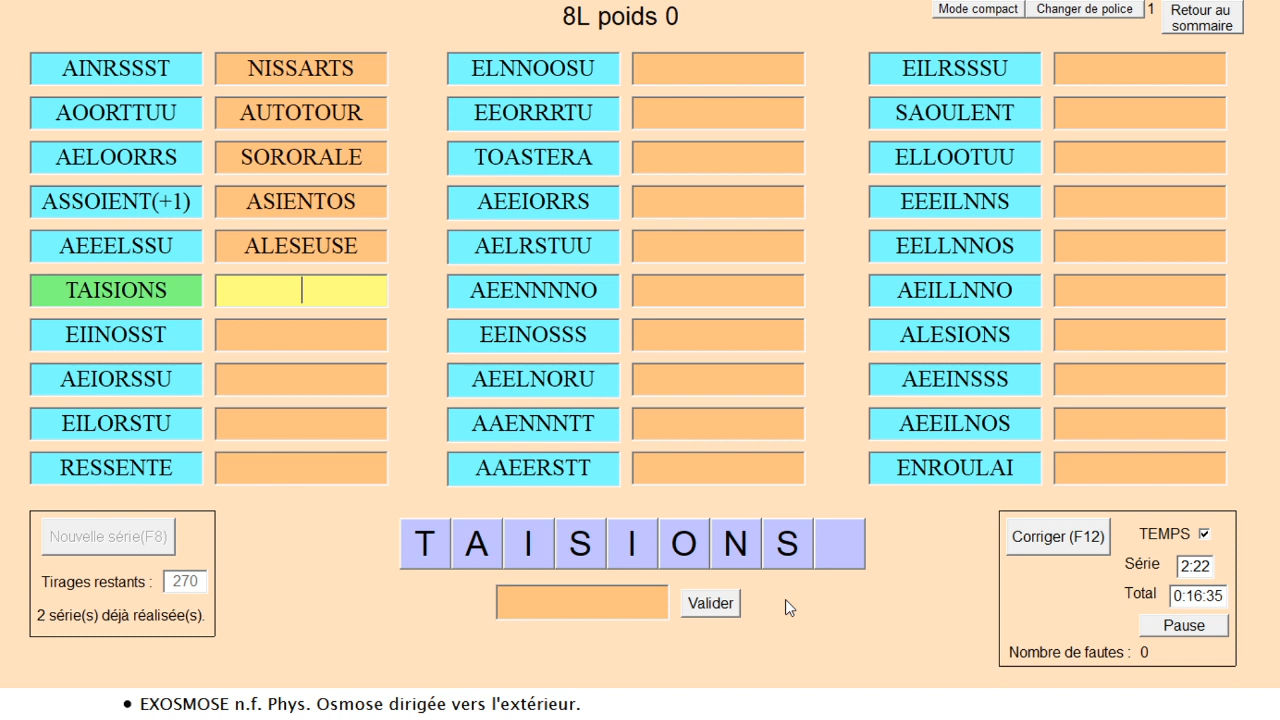 8L poids 0
Mode compact Changer de police 1 Retour au sommaire
AINRSSST NISSARTS ELNNOOSU EILRSSSU
AOORTTUU AUTOTOUR EEORRRTU SAOULENT
AELOORRS SORORALE TOASTERA ELLOOTUU
ASSOIENT(+1) ASIENTOS AEEIORRS EEEILNNS
AEEELSSU ALESEUSE AELRSTUU EELLNNOS
TAISIONS AEENNNNO AEILLNNO
EIINOSST EEINOSSS ALESIONS
AEIORSSU AEELNORU AEEINSSS
EILORSTU AAENNNTT AEEILNOS
RESSENTE AAEERSTT ENROULAI
Nouvelle série(F8)
Tirages restants : 270
2 série(s) déjà réalisée(s).
T A I S I O N S
Valider
Corriger (F12) TEMPS
Série 2:22
Total 0:16:35
Pause
Nombre de fautes : 0
• EXOSMOSE n.f. Phys. Osmose dirigée vers l'extérieur.